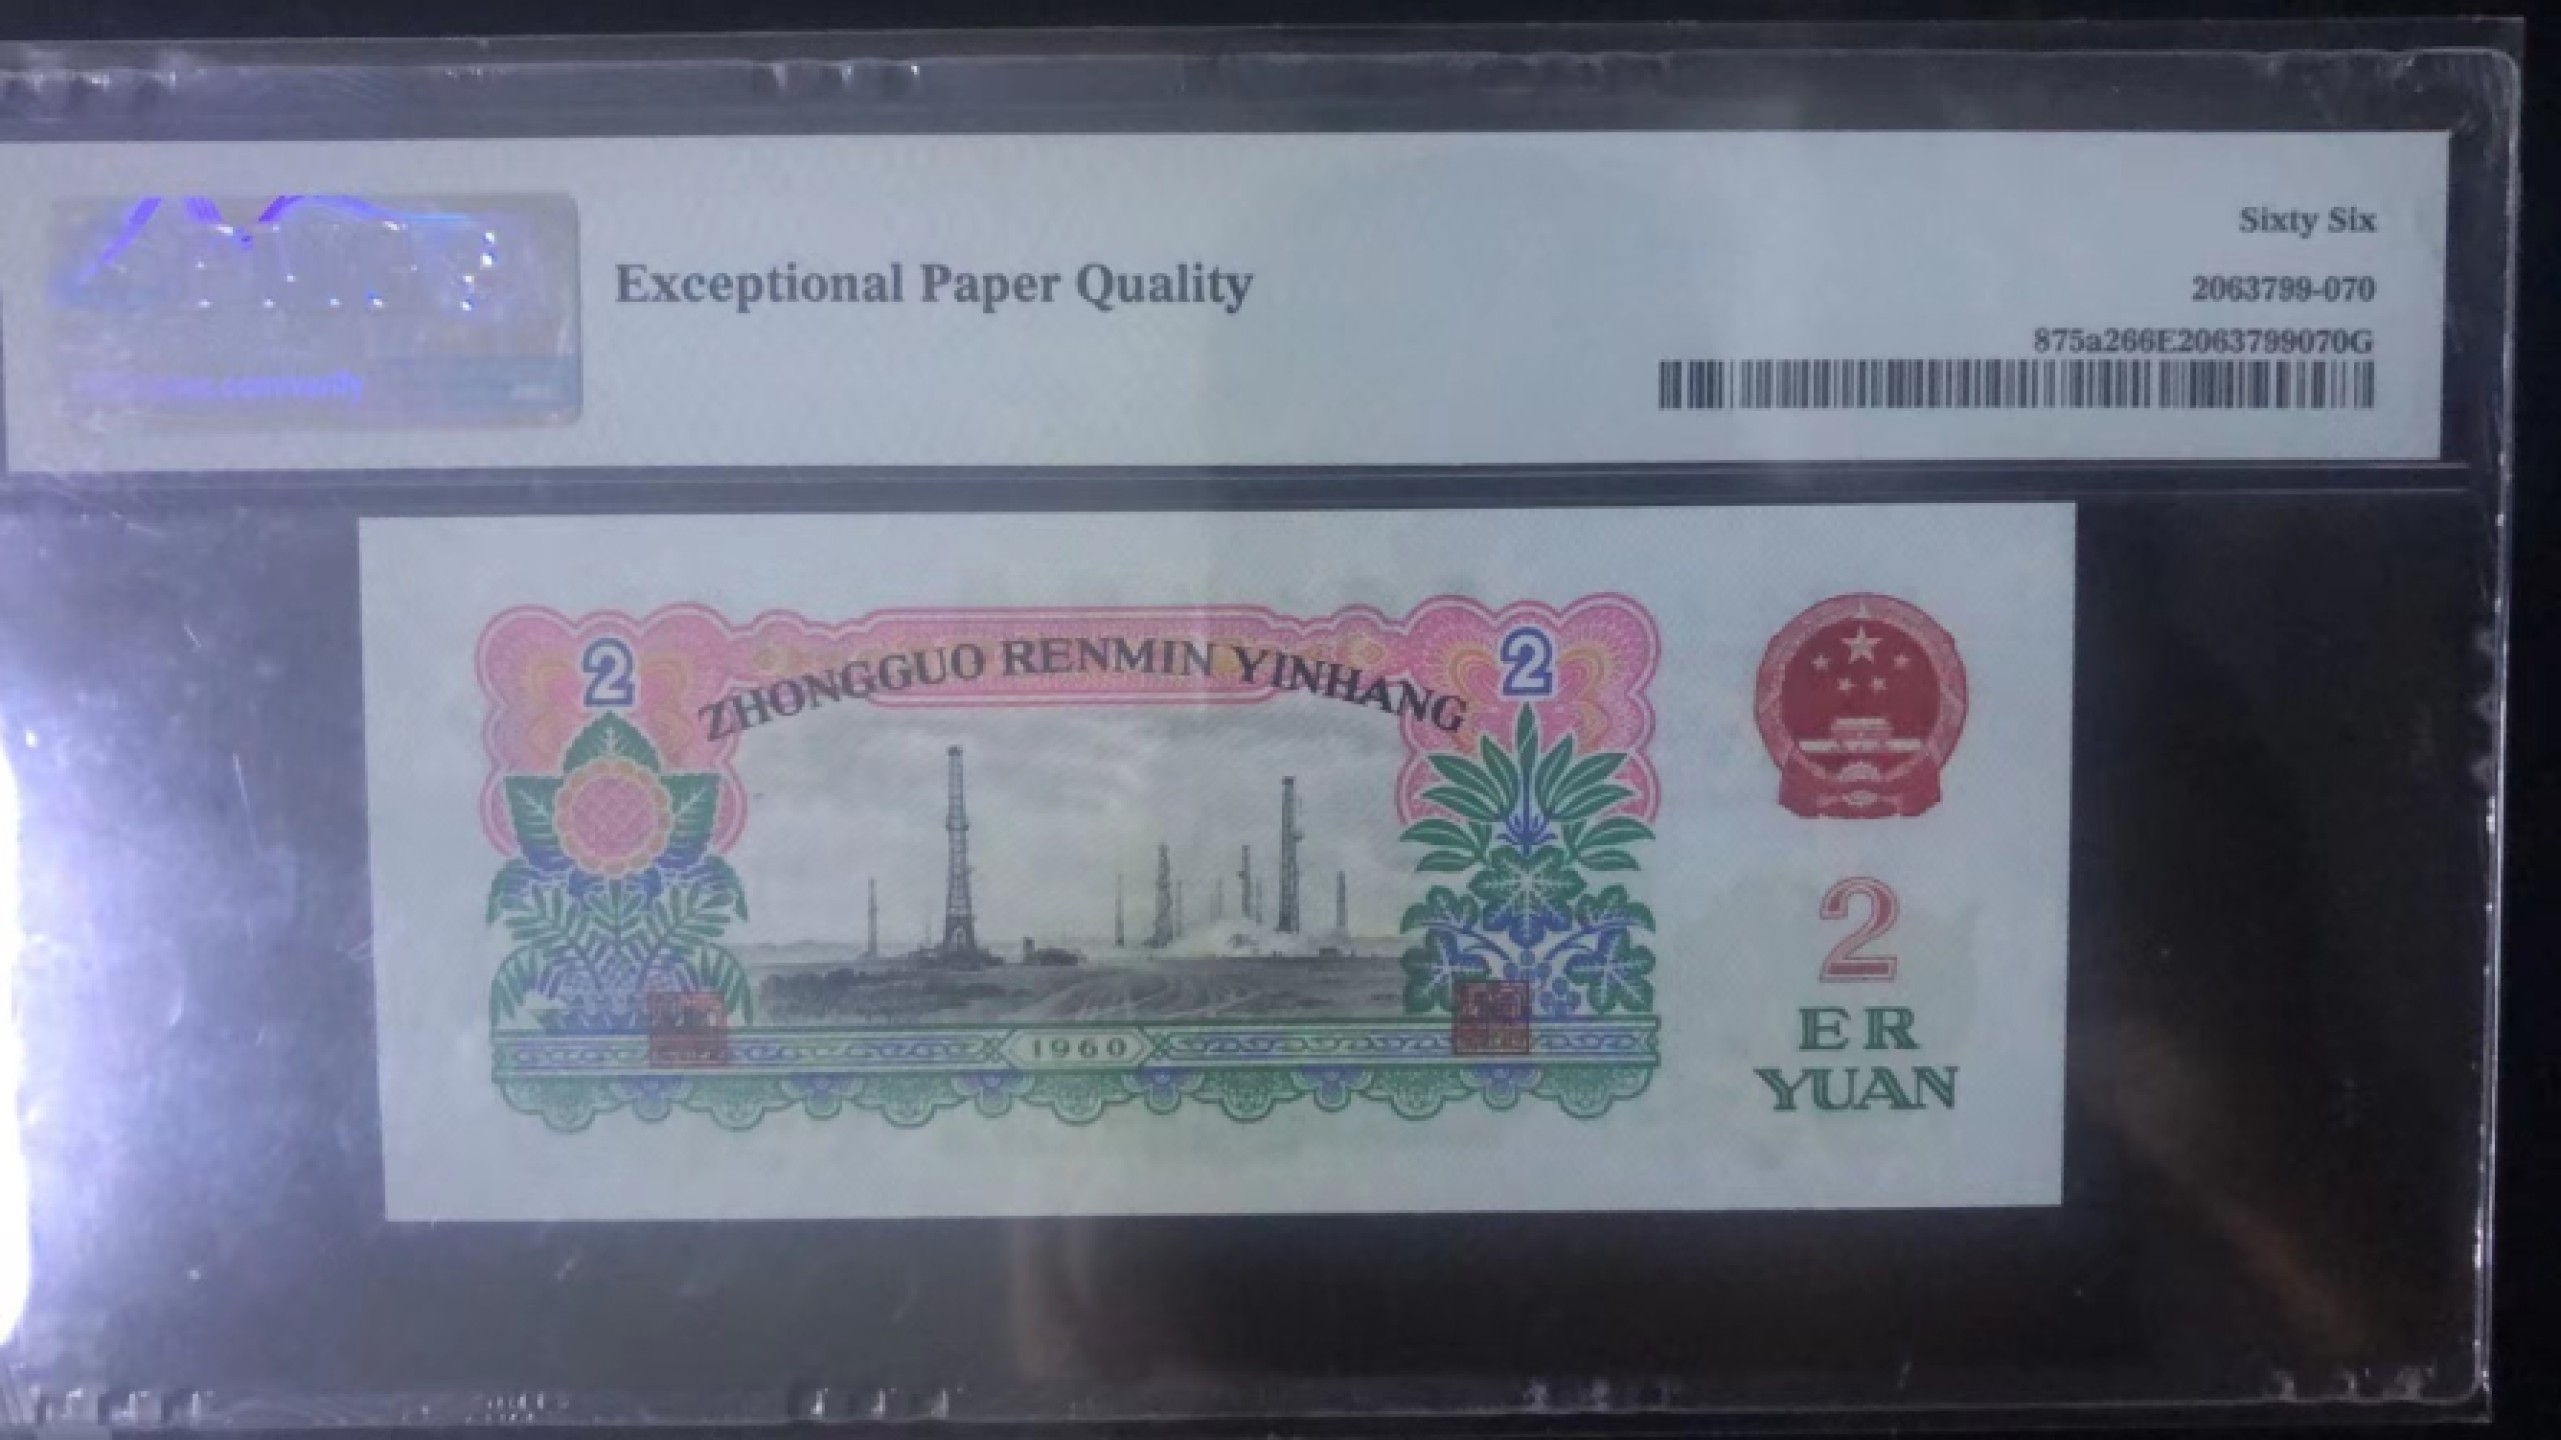 Sixty Six
Exceptional Paper Quality
2063799-070
875a266E2063799070G
2 2
ZHONGGUO RENMIN YINHANG
2
ER
YUAN
1960